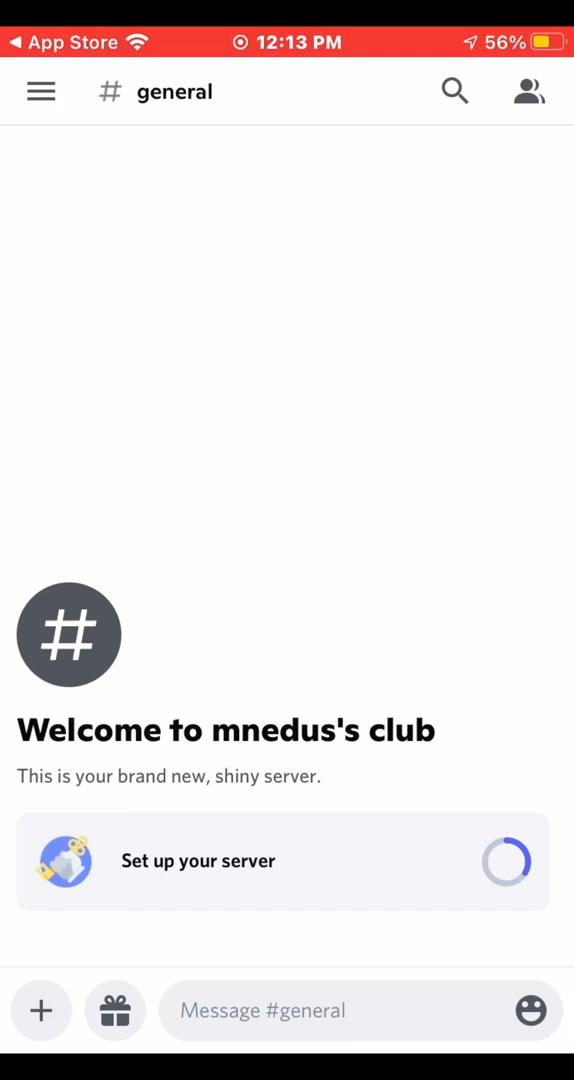 App Store 12:13 PM 56%
# general
#
Welcome to mnedus's club
This is your brand new, shiny server.
Set up your server
Message #general